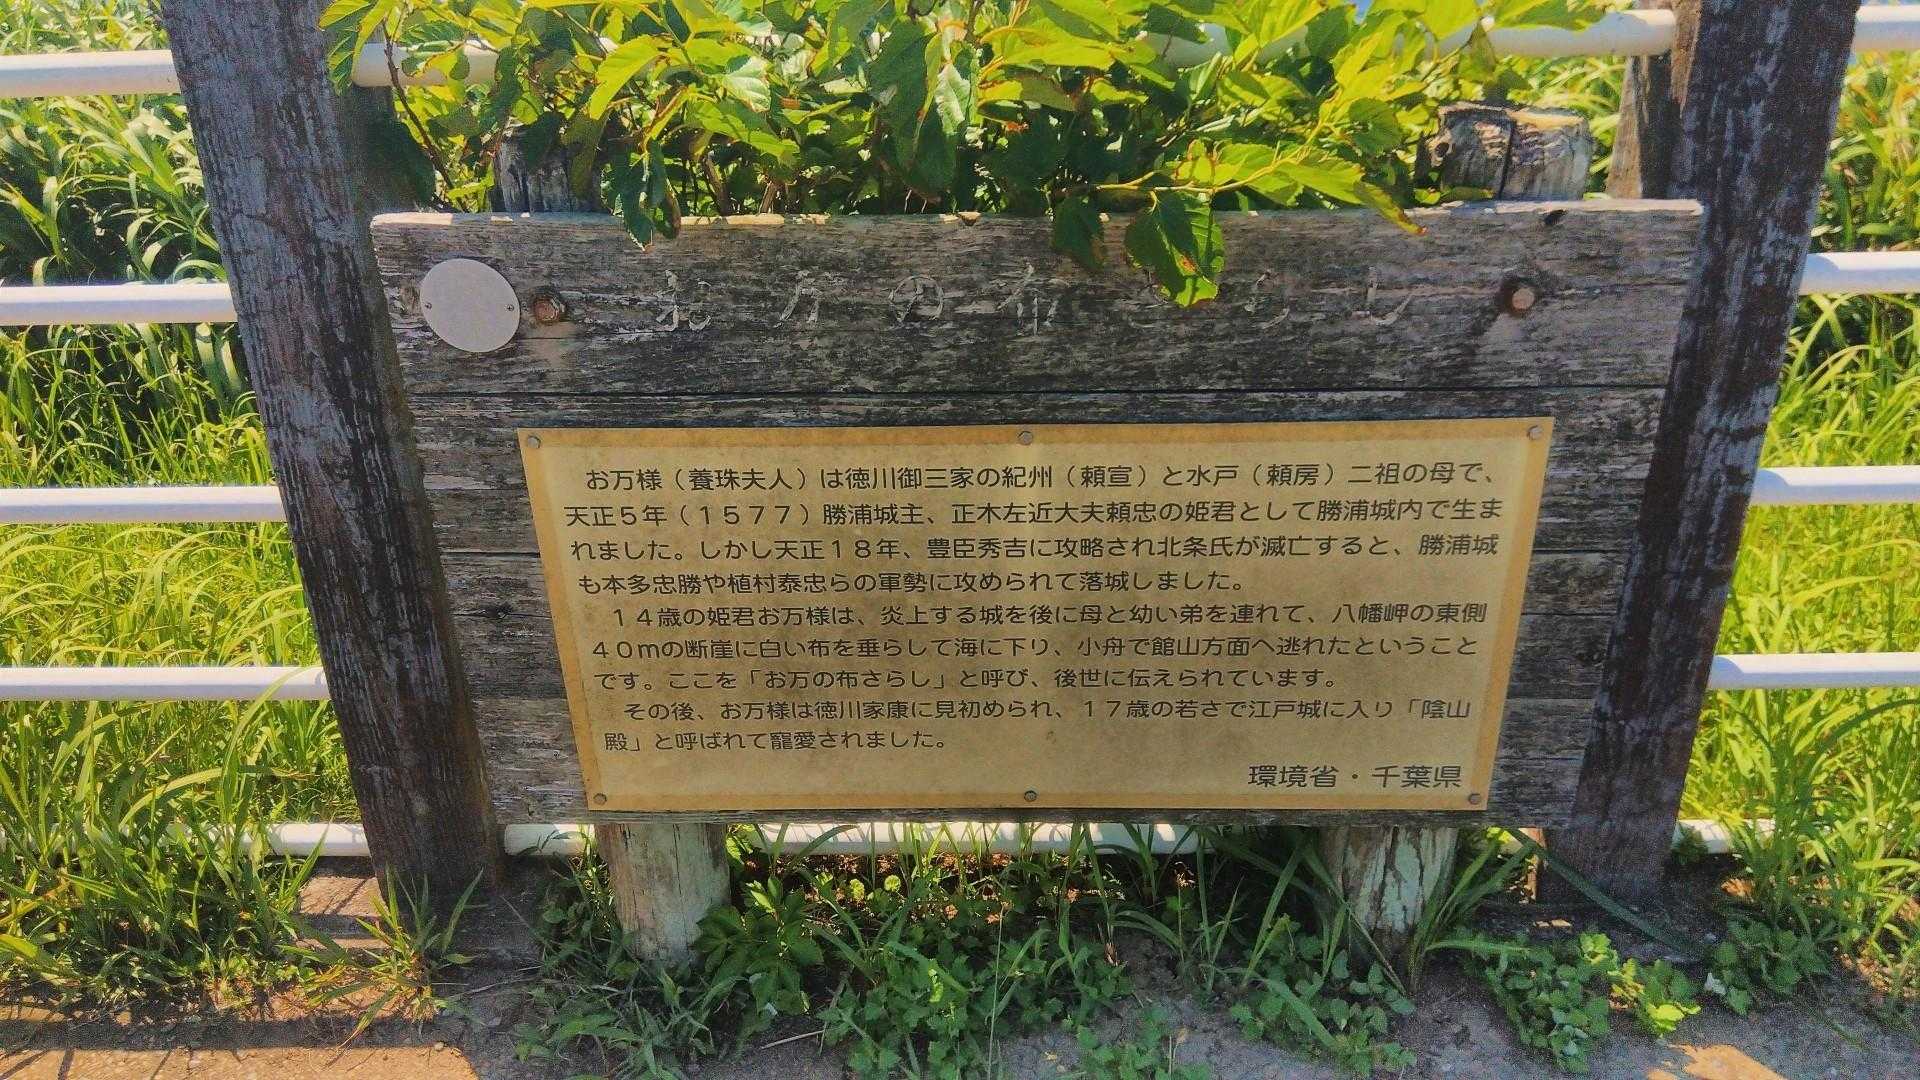 お万の布さらし
お万様（養珠夫人）は徳川御三家の紀州（頼宣）と水戸（頼房）二祖の母で、
天正５年（１５７７）勝浦城主、正木左近大夫頼忠の姫君として勝浦城内で生ま
れました。しかし天正１８年、豊臣秀吉に攻略され北条氏が滅亡すると、勝浦城
も本多忠勝や植村泰忠らの軍勢に攻められて落城しました。
１４歳の姫君お万様は、炎上する城を後に母と幼い弟を連れて、八幡岬の東側
４０ｍの断崖に白い布を垂らして海に下り、小舟で館山方面へ逃れたということ
です。ここを「お万の布さらし」と呼び、後世に伝えられています。
その後、お万様は徳川家康に見初められ、１７歳の若さで江戸城に入り「陰山
殿」と呼ばれて寵愛されました。
環境省・千葉県